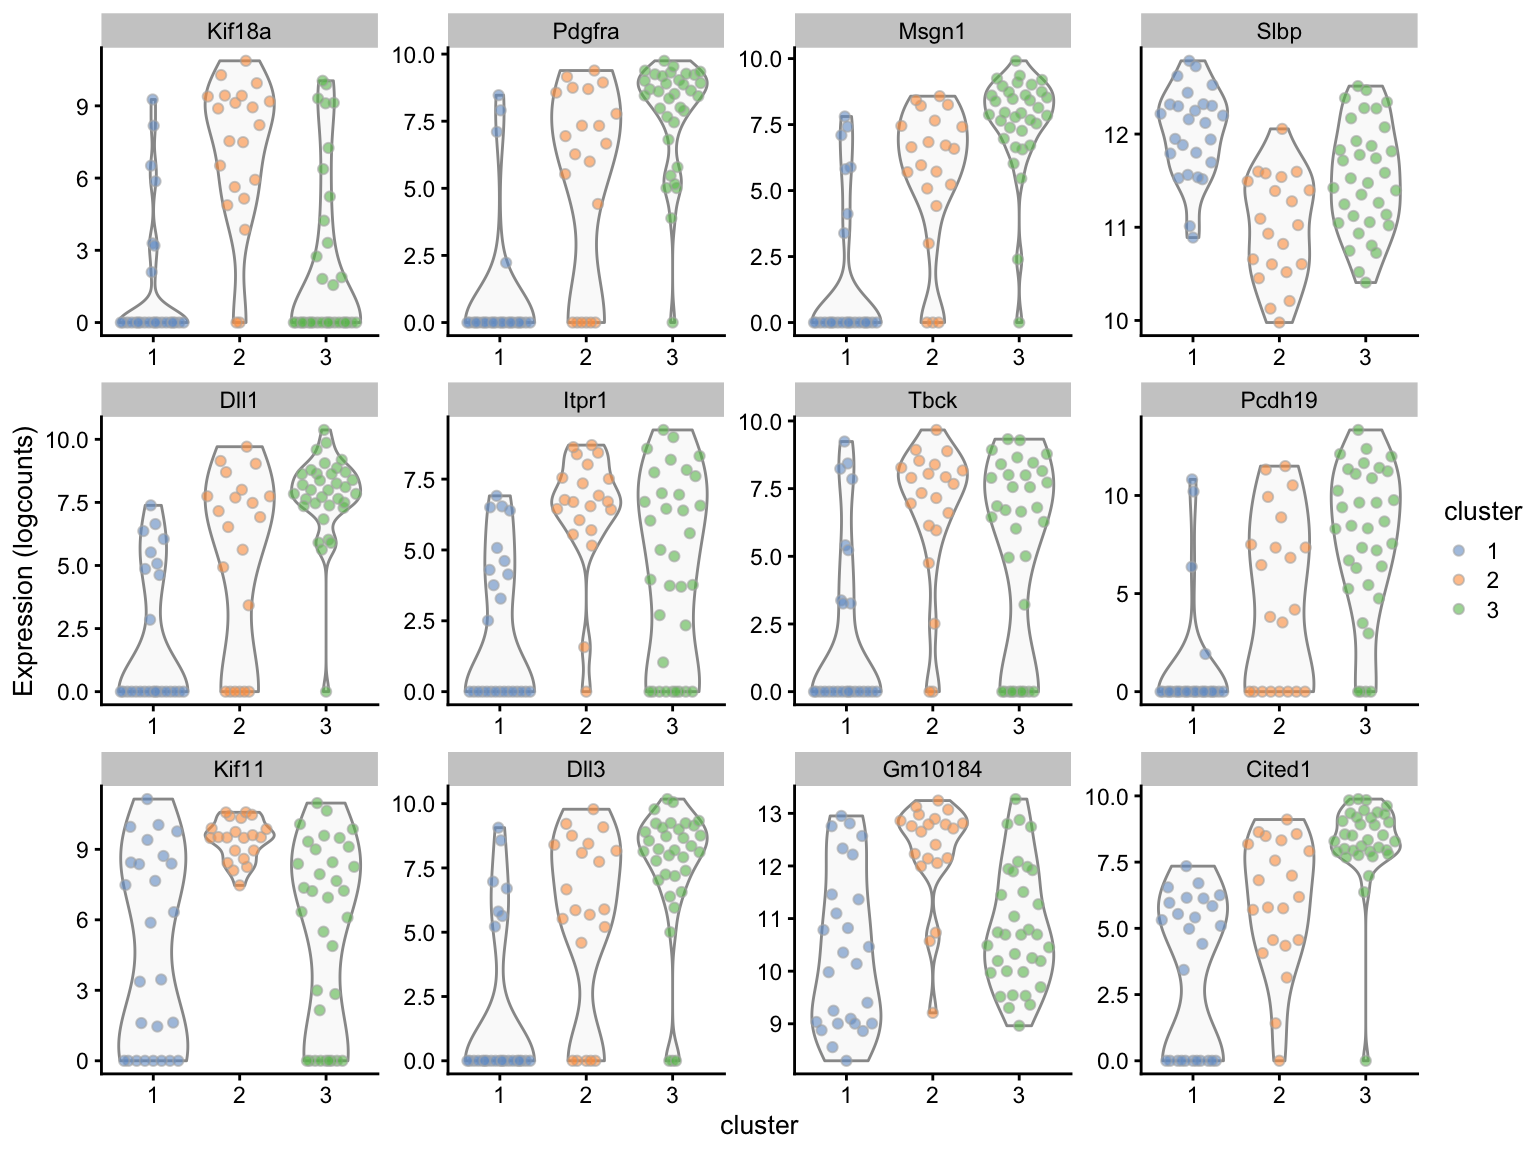 Kif18a
Pdgfra
Msgn1
Slbp
9
6
3
0
1 2 3
10.0
7.5
5.0
2.5
0.0
1 2 3
10.0
7.5
5.0
2.5
0.0
1 2 3
12
11
10
1 2 3
Dll1
Itpr1
Tbck
Pcdh19
10.0
7.5
5.0
2.5
0.0
1 2 3
7.5
5.0
2.5
0.0
1 2 3
10.0
7.5
5.0
2.5
0.0
1 2 3
10
5
0
1 2 3
Expression (logcounts)
cluster
1
2
3
Kif11
Dll3
Gm10184
Cited1
9
6
3
0
1 2 3
10.0
7.5
5.0
2.5
0.0
1 2 3
13
12
11
10
9
1 2 3
10.0
7.5
5.0
2.5
0.0
1 2 3
cluster